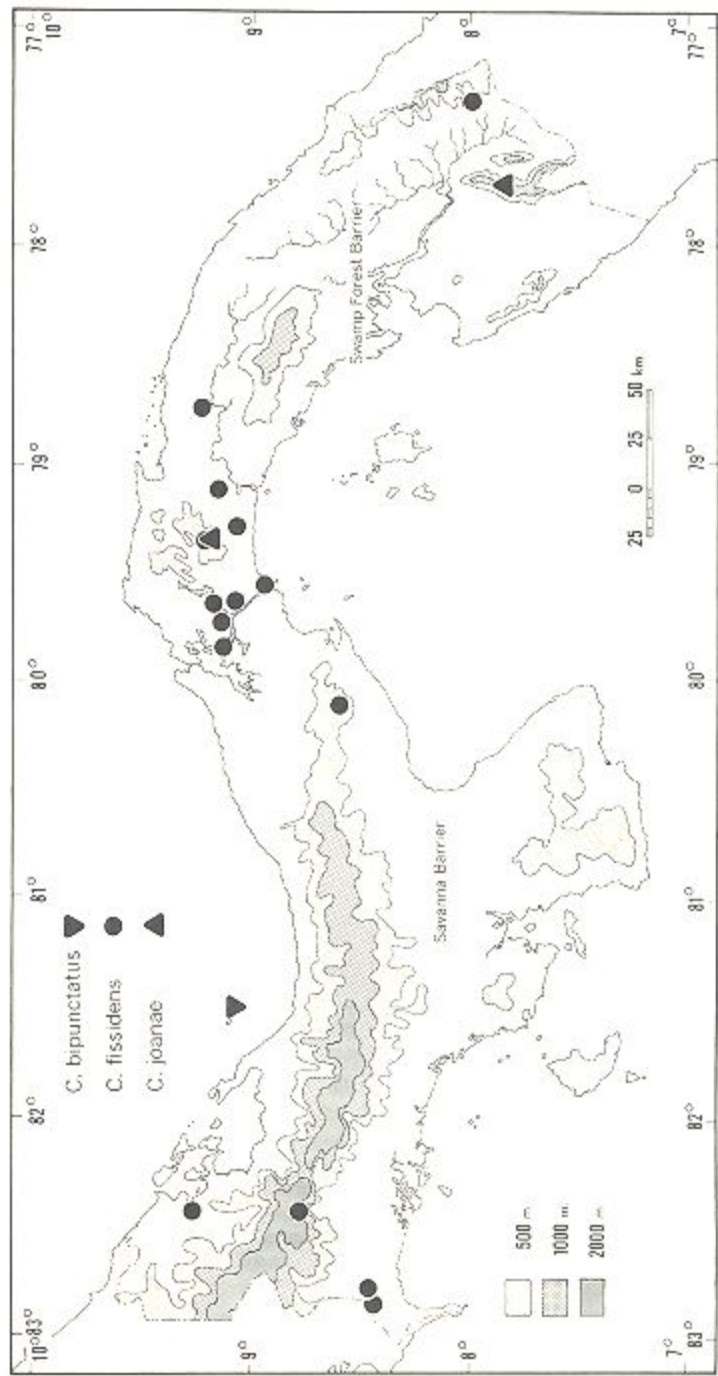 83° 82° 81° 80° 79° 78° 77°
10° 10°
C. bipunctatus
C. fissidens
C. joanae
9° 9°
Swamp Forest Barrier
Savanna Barrier
8° 8°
500 m
1000 m.
2000 m
25 0 25 50 km
7° 7°
83° 82° 81° 80° 79° 78° 77°